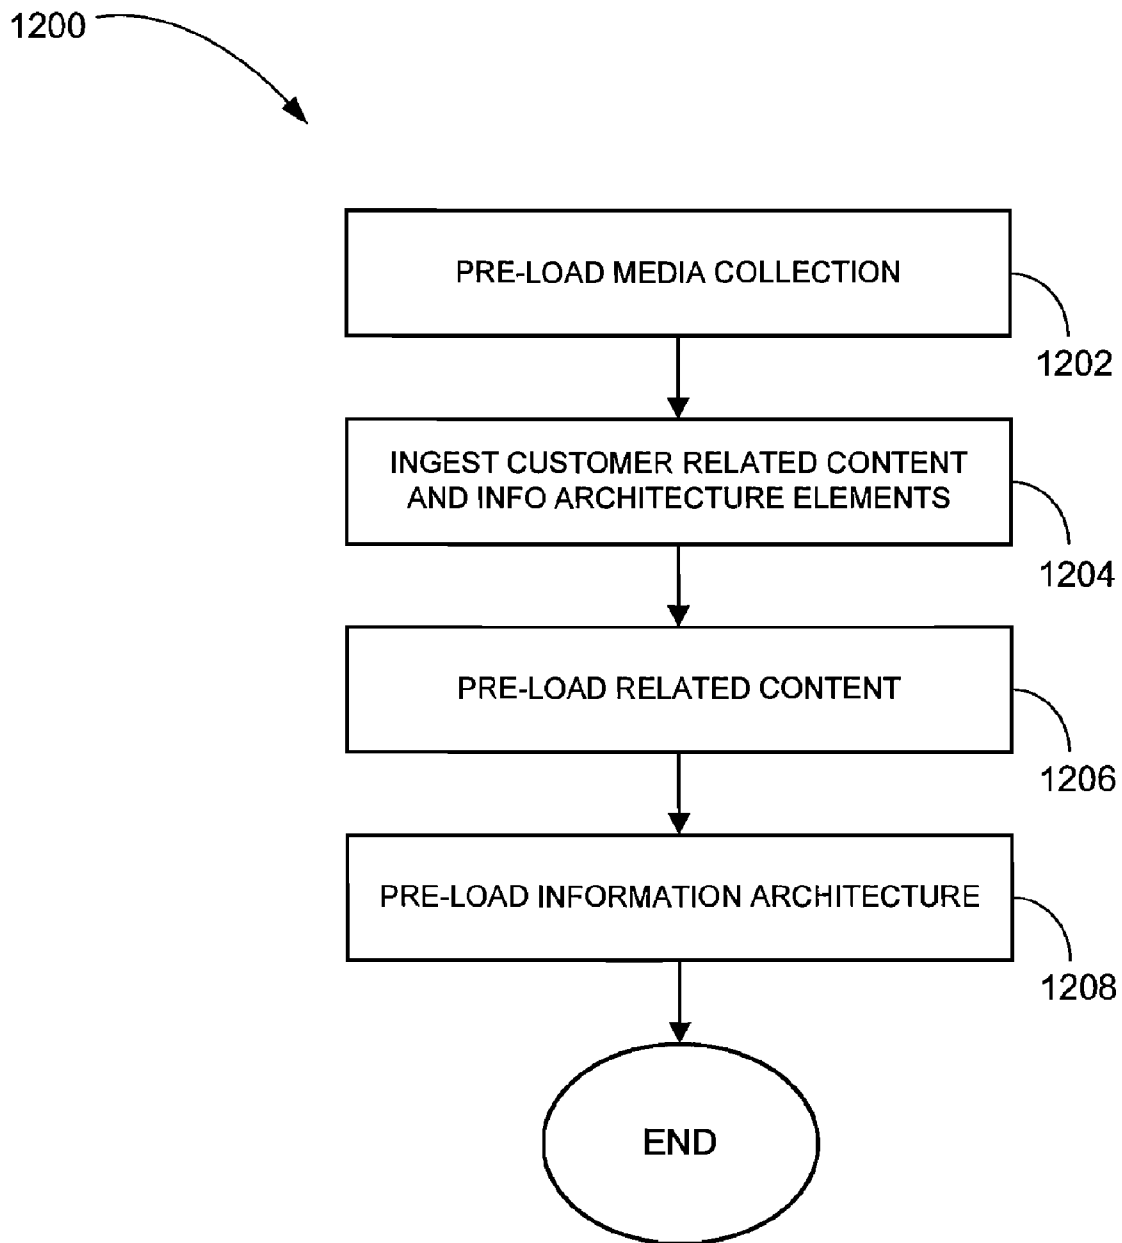 1200
PRE-LOAD MEDIA COLLECTION
1202
INGEST CUSTOMER RELATED CONTENT
AND INFO ARCHITECTURE ELEMENTS
1204
PRE-LOAD RELATED CONTENT
1206
PRE-LOAD INFORMATION ARCHITECTURE
1208
END